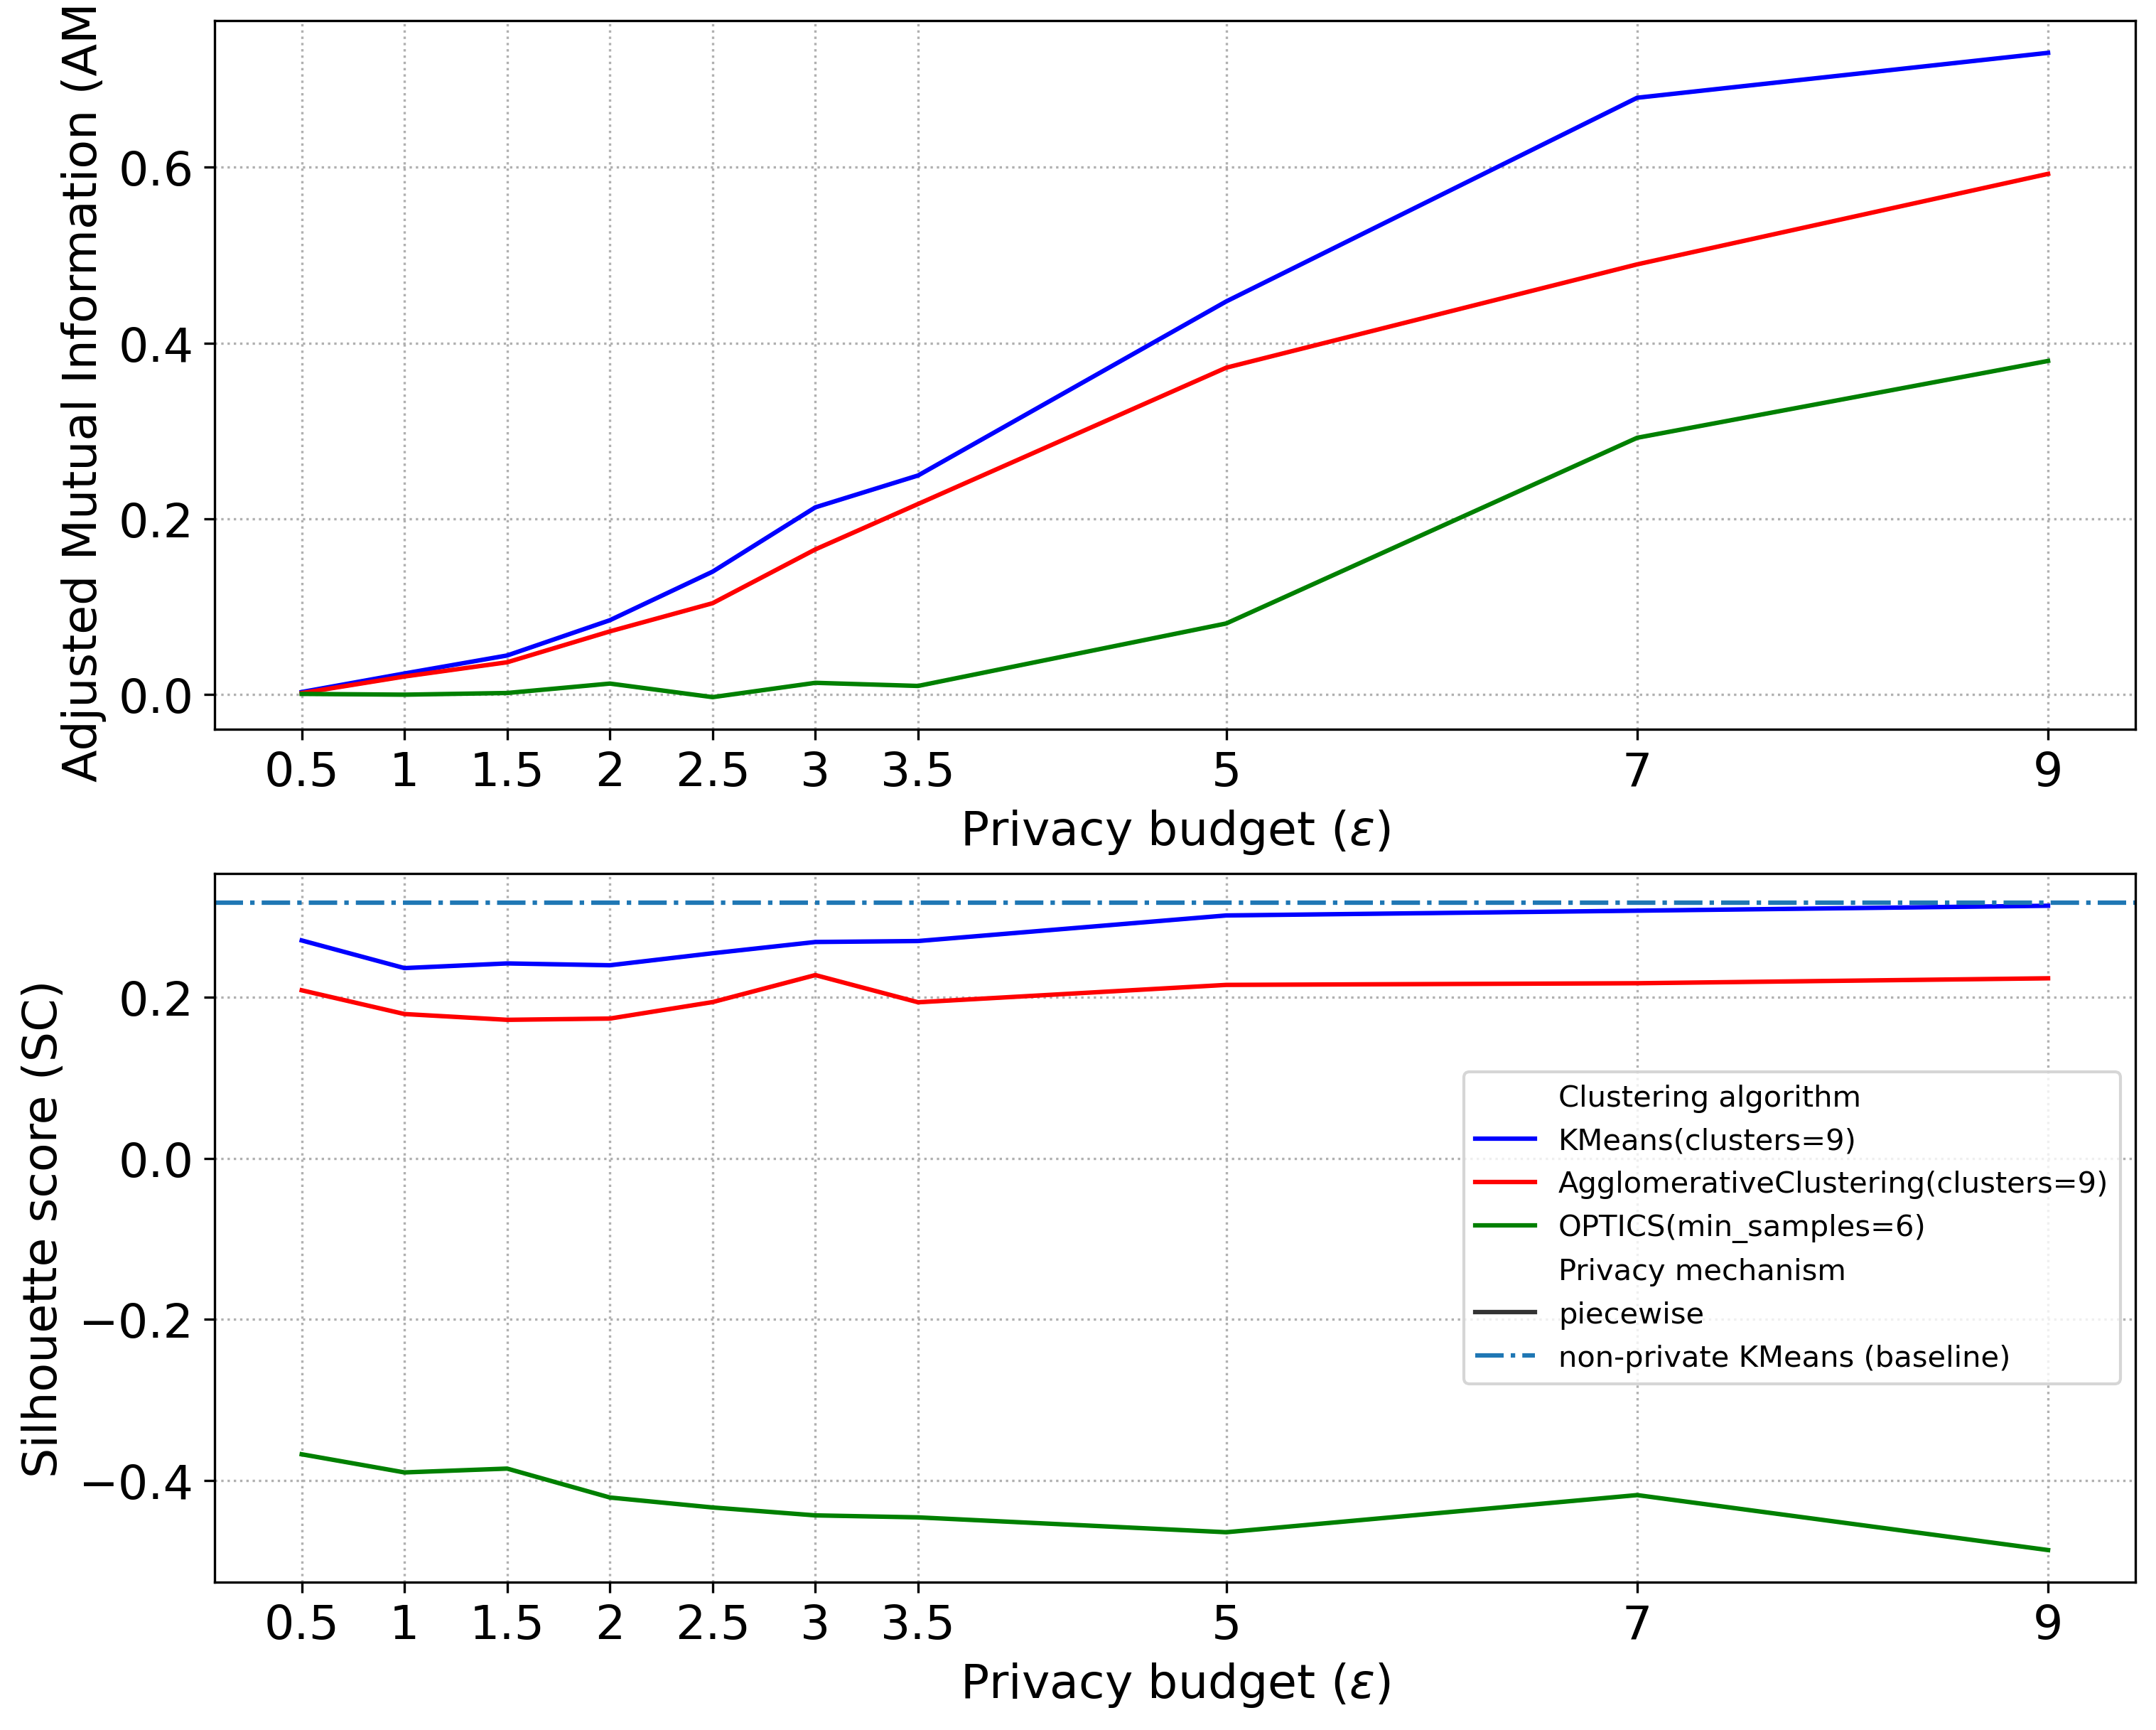 Adjusted Mutual Information (AM
0.6
0.4
0.2
0.0
0.5 1 1.5 2 2.5 3 3.5 5 7 9
Privacy budget (ε)
Silhouette score (SC)
0.2
0.0
−0.2
−0.4
Clustering algorithm
KMeans(clusters=9)
AgglomerativeClustering(clusters=9)
OPTICS(min_samples=6)
Privacy mechanism
piecewise
non-private KMeans (baseline)
0.5 1 1.5 2 2.5 3 3.5 5 7 9
Privacy budget (ε)